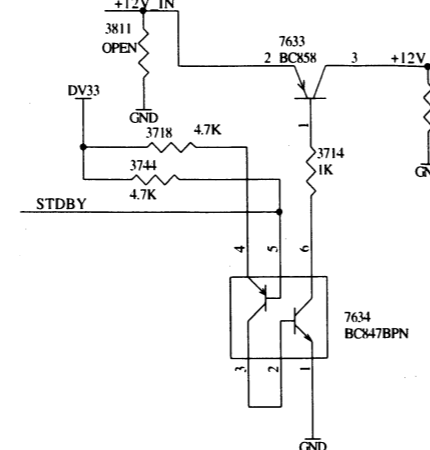 +12V_IN
3811
OPEN
7633
2 BC858 3 +12V
DV33
GND
3718 4.7K
1
3744
3714
1K
4.7K
STDBY
4 5 6
7634
BC847BPN
3 2 1
GND